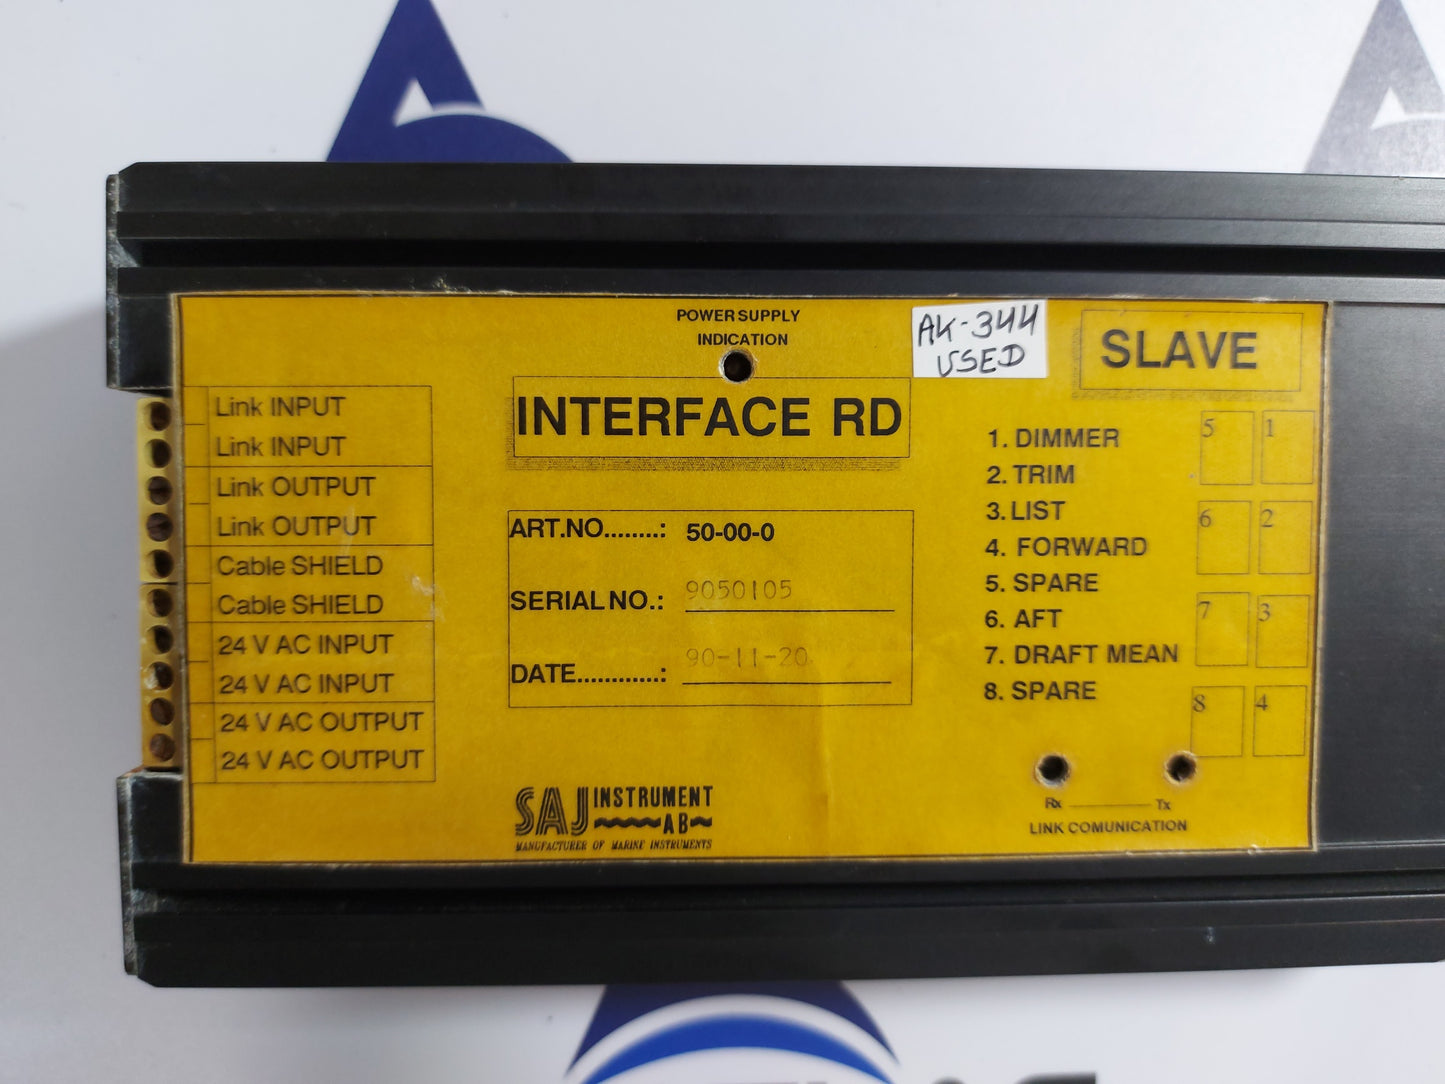 POWER SUPPLY
INDICATION
AK-344
USED
SLAVE
INTERFACE RD
Link INPUT
Link INPUT
Link OUTPUT
Link OUTPUT
Cable SHIELD
Cable SHIELD
24 V AC INPUT
24 V AC INPUT
24 V AC OUTPUT
24 V AC OUTPUT
ART.NO........: 50-00-0
SERIAL NO.: 9050105
DATE............: 90-11-20
1. DIMMER
2. TRIM
3. LIST
4. FORWARD
5. SPARE
6. AFT
7. DRAFT MEAN
8. SPARE
5 1
6 2
7 3
8 4
Rx Tx
LINK COMUNICATION
SAJ INSTRUMENT
AB
MANUFACTURER OF MARINE INSTRUMENTS